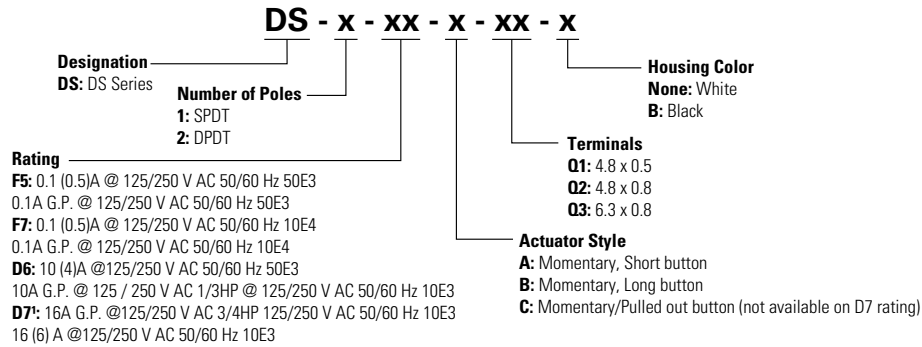 DS - x - xx - x - xx - x
Designation
DS: DS Series
Number of Poles
1: SPDT
2: DPDT
Rating
F5: 0.1 (0.5)A @ 125/250 V AC 50/60 Hz 50E3
0.1A G.P. @ 125/250 V AC 50/60 Hz 50E3
F7: 0.1 (0.5)A @ 125/250 V AC 50/60 Hz 10E4
0.1A G.P. @ 125/250 V AC 50/60 Hz 10E4
D6: 10 (4)A @125/250 V AC 50/60 Hz 50E3
10A G.P. @ 125 / 250 V AC 1/3HP @ 125/250 V AC 50/60 Hz 10E3
D7¹: 16A G.P. @125/250 V AC 3/4HP 125/250 V AC 50/60 Hz 10E3
16 (6) A @125/250 V AC 50/60 Hz 10E3
Housing Color
None: White
B: Black
Terminals
Q1: 4.8 x 0.5
Q2: 4.8 x 0.8
Q3: 6.3 x 0.8
Actuator Style
A: Momentary, Short button
B: Momentary, Long button
C: Momentary/Pulled out button (not available on D7 rating)